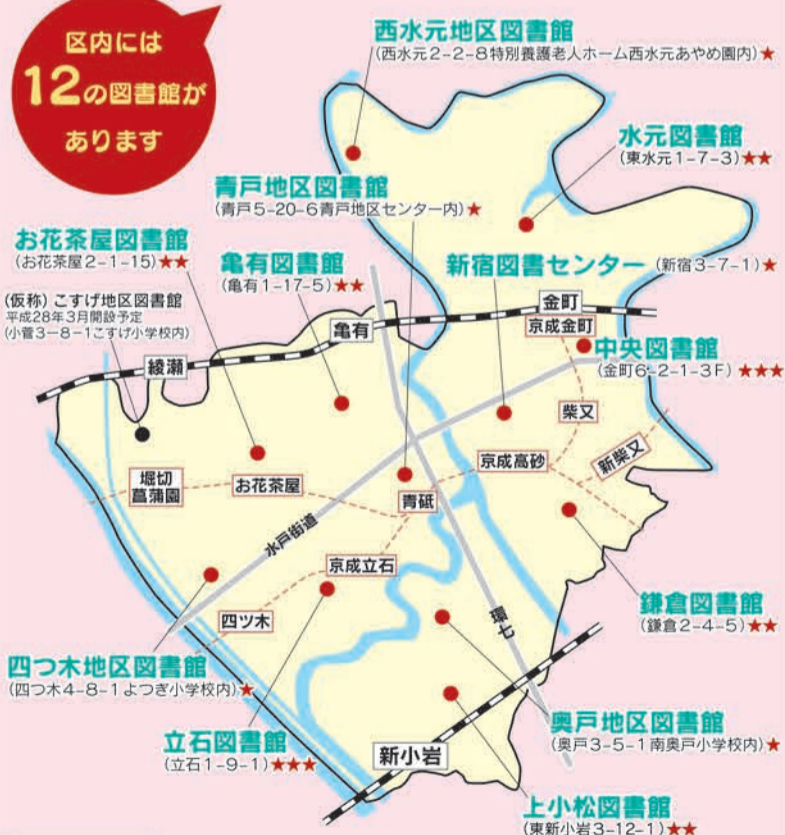 区内には
12の図書館が
あります
西水元地区図書館
(西水元2-2-8特別養護老人ホーム西水元あやめ園内)★
水元図書館
(東水元1-7-3)★★
青戸地区図書館
(青戸5-20-6青戸地区センター内)★
お花茶屋図書館
(お花茶屋2-1-15)★★
亀有図書館
(亀有1-17-5)★★
新宿図書センター (新宿3-7-1)★
(仮称) こすげ地区図書館
平成28年3月開設予定
(小菅3-8-1こすげ小学校内)
金町
京成金町
亀有
綾瀬
中央図書館
(金町6-2-1-3F)★★★
柴又
新柴又
京成高砂
堀切
菖蒲園
お花茶屋
青砥
水戸街道
京成立石
四ツ木
環七
鎌倉図書館
(鎌倉2-4-5)★★
四つ木地区図書館
(四つ木4-8-1よつぎ小学校内)★
立石図書館
(立石1-9-1)★★★
新小岩
奥戸地区図書館
(奥戸3-5-1南奥戸小学校内)★
上小松図書館
(東新小岩3-12-1)★★